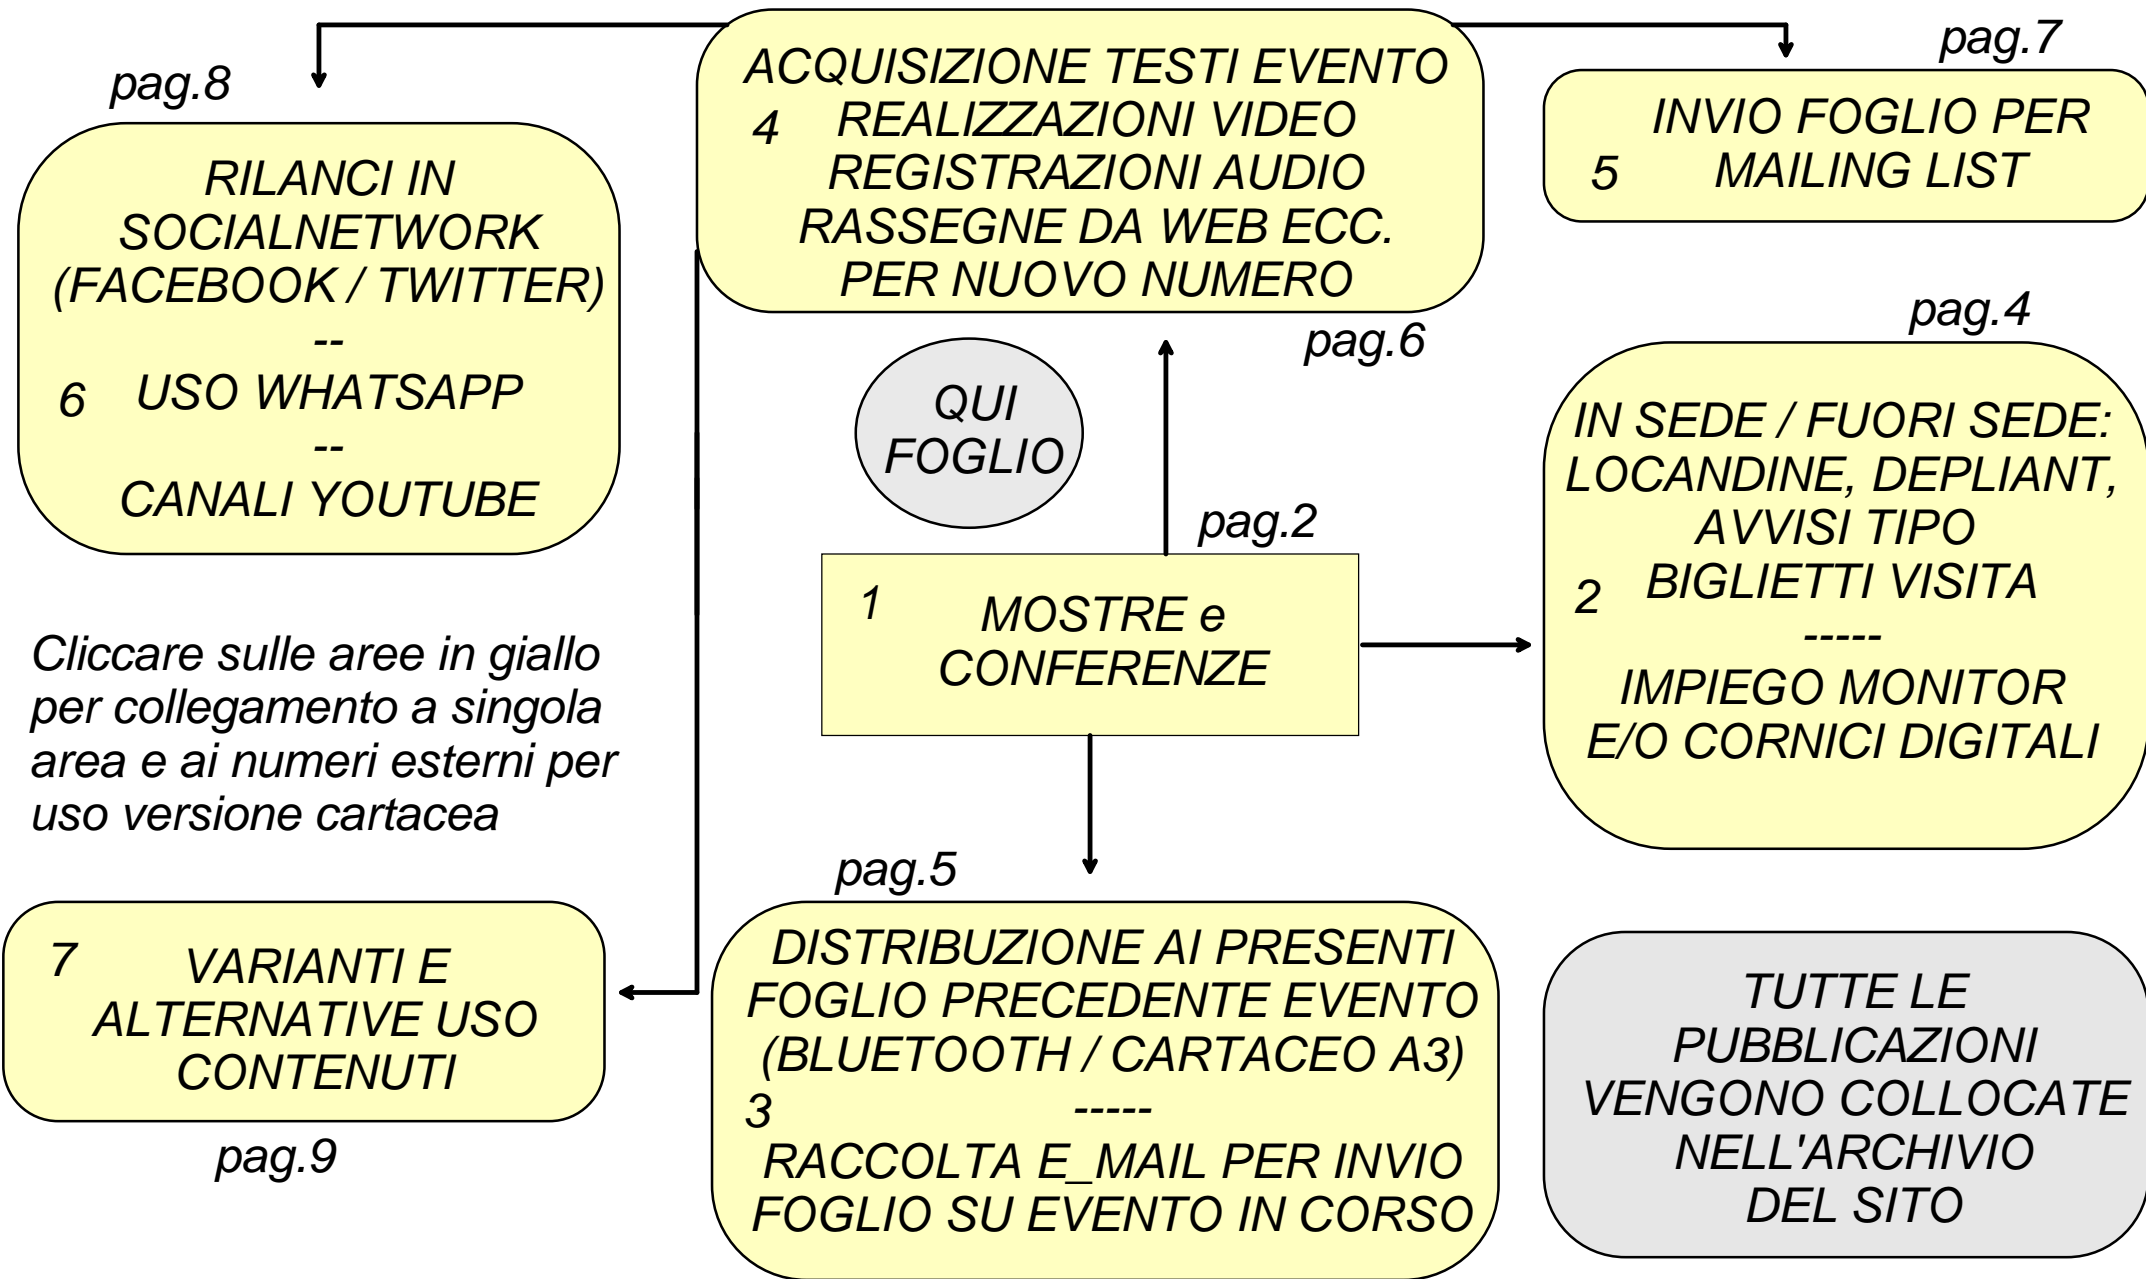 pag.8
RILANCI IN
SOCIALNETWORK
(FACEBOOK / TWITTER)
--
6 USO WHATSAPP
--
CANALI YOUTUBE
ACQUISIZIONE TESTI EVENTO
4 REALIZZAZIONI VIDEO
REGISTRAZIONI AUDIO
RASSEGNE DA WEB ECC.
PER NUOVO NUMERO
pag.6
pag.7
INVIO FOGLIO PER
5 MAILING LIST
QUI
FOGLIO
pag.2
1 MOSTRE e
CONFERENZE
pag.4
IN SEDE / FUORI SEDE:
LOCANDINE, DEPLIANT,
AVVISI TIPO
2 BIGLIETTI VISITA
-----
IMPIEGO MONITOR
E/O CORNICI DIGITALI
Cliccare sulle aree in giallo
per collegamento a singola
area e ai numeri esterni per
uso versione cartacea
7 VARIANTI E
ALTERNATIVE USO
CONTENUTI
pag.9
pag.5
DISTRIBUZIONE AI PRESENTI
FOGLIO PRECEDENTE EVENTO
(BLUETOOTH / CARTACEO A3)
3 -----
RACCOLTA E_MAIL PER INVIO
FOGLIO SU EVENTO IN CORSO
TUTTE LE
PUBBLICAZIONI
VENGONO COLLOCATE
NELL'ARCHIVIO
DEL SITO